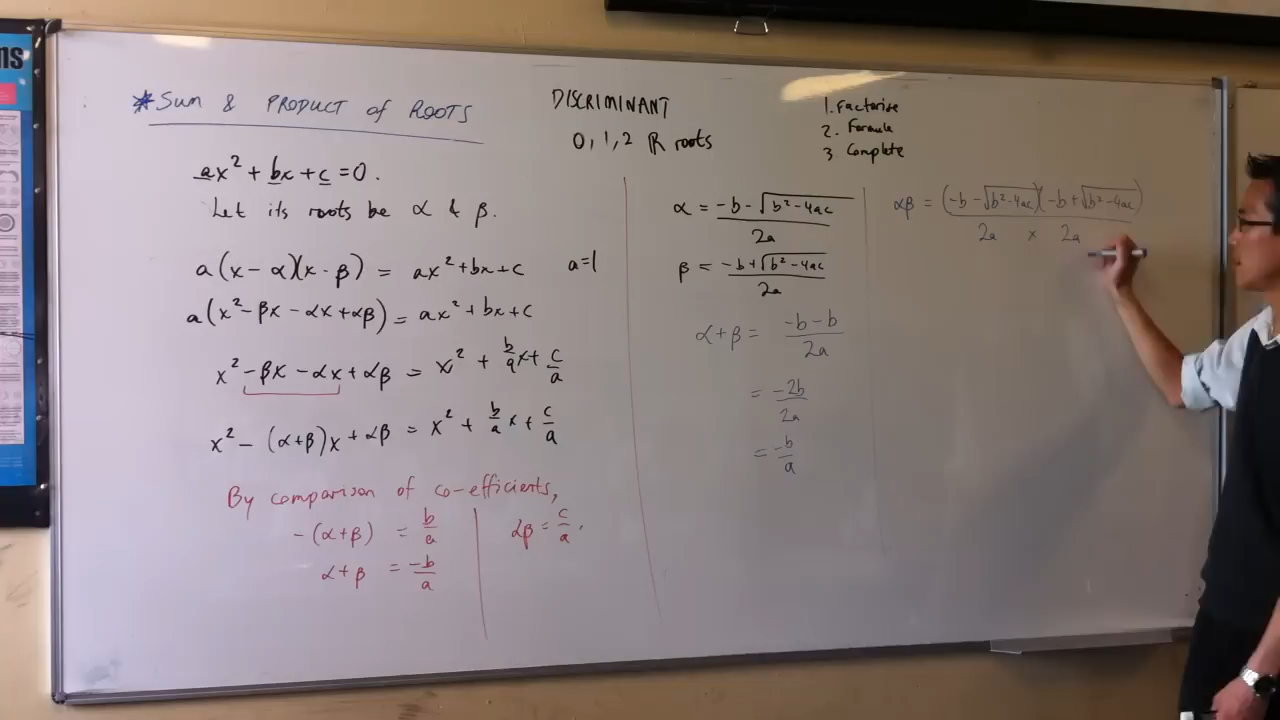 ms
*Sum & PRODUCT of ROOTS
ax² + bx + c = 0.
Let its roots be α & β.
a(x - α)(x - β) = ax² + bx + c a=1
a(x² - βx - αx + αβ) = ax² + bx + c
x² - βx - αx + αβ = x² + b/a x + c/a
x² - (α+β)x + αβ = x² + b/a x + c/a
By comparison of co-efficients,
-(α+β) = b/a
α+β = -b/a
αβ = c/a.
DISCRIMINANT
0, 1, 2 ℝ roots
1. Factorise
2. Formula
3. Complete
α = (-b - √(b² - 4ac))/2a
β = (-b + √(b² - 4ac))/2a
α + β = (-b - b)/2a
= -2b/2a
= -b/a
αβ = (-b - √(b² - 4ac))(-b + √(b² - 4ac))/(2a × 2a)